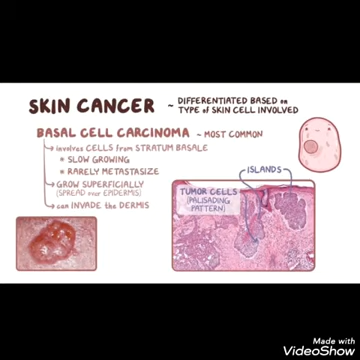 SKIN CANCER
~ DIFFERENTIATED BASED on
TYPE of SKIN CELL INVOLVED
BASAL CELL CARCINOMA ~ MOST COMMON
involves CELLS from STRATUM BASALE
* SLOW GROWING
* RARELY METASTASIZE
GROW SUPERFICIALLY
(SPREAD over EPIDERMIS)
can INVADE the DERMIS
ISLANDS
TUMOR CELLS
(PALISADING
PATTERN)
Made with
VideoShow